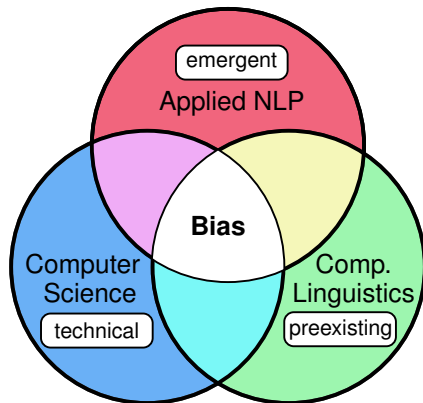 emergent
Applied NLP
Bias
Computer
Science
technical
Comp.
Linguistics
preexisting